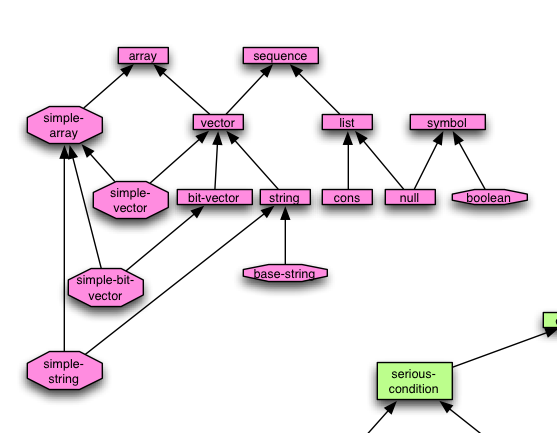 array
sequence
simple-
array
vector
list
symbol
simple-
vector
bit-vector
string
cons
null
boolean
simple-bit-
vector
base-string
simple-
string
serious-
condition